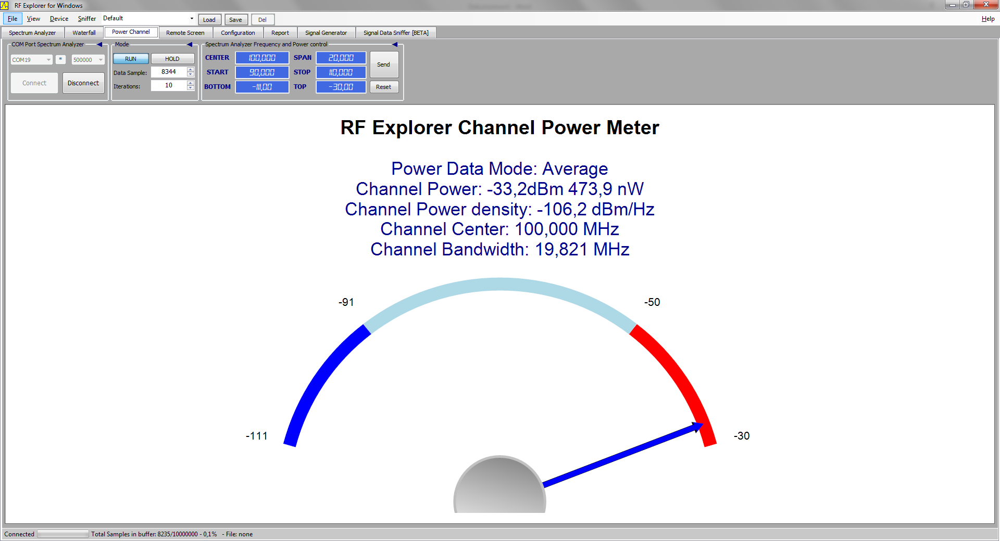 RF Explorer for Windows
File View Device Sniffer Default Load Save Del Help
Spectrum Analyzer Waterfall Power Channel Remote Screen Configuration Report Signal Generator Signal Data Sniffer [BETA]
COM Port Spectrum Analyzer Mode Spectrum Analyzer Frequency and Power control
COM19 * 500000 RUN HOLD CENTER 100,000 SPAN 20,000 Send
Data Sample: 8344 START 90,000 STOP 110,000
Connect Disconnect Iterations: 10 BOTTOM -111,00 TOP -30,00 Reset
RF Explorer Channel Power Meter
Power Data Mode: Average
Channel Power: -33,2dBm 473,9 nW
Channel Power density: -106,2 dBm/Hz
Channel Center: 100,000 MHz
Channel Bandwidth: 19,821 MHz
-91 -50
-111 -30
Connected Total Samples in buffer: 8235/10000000 - 0,1% - File: none